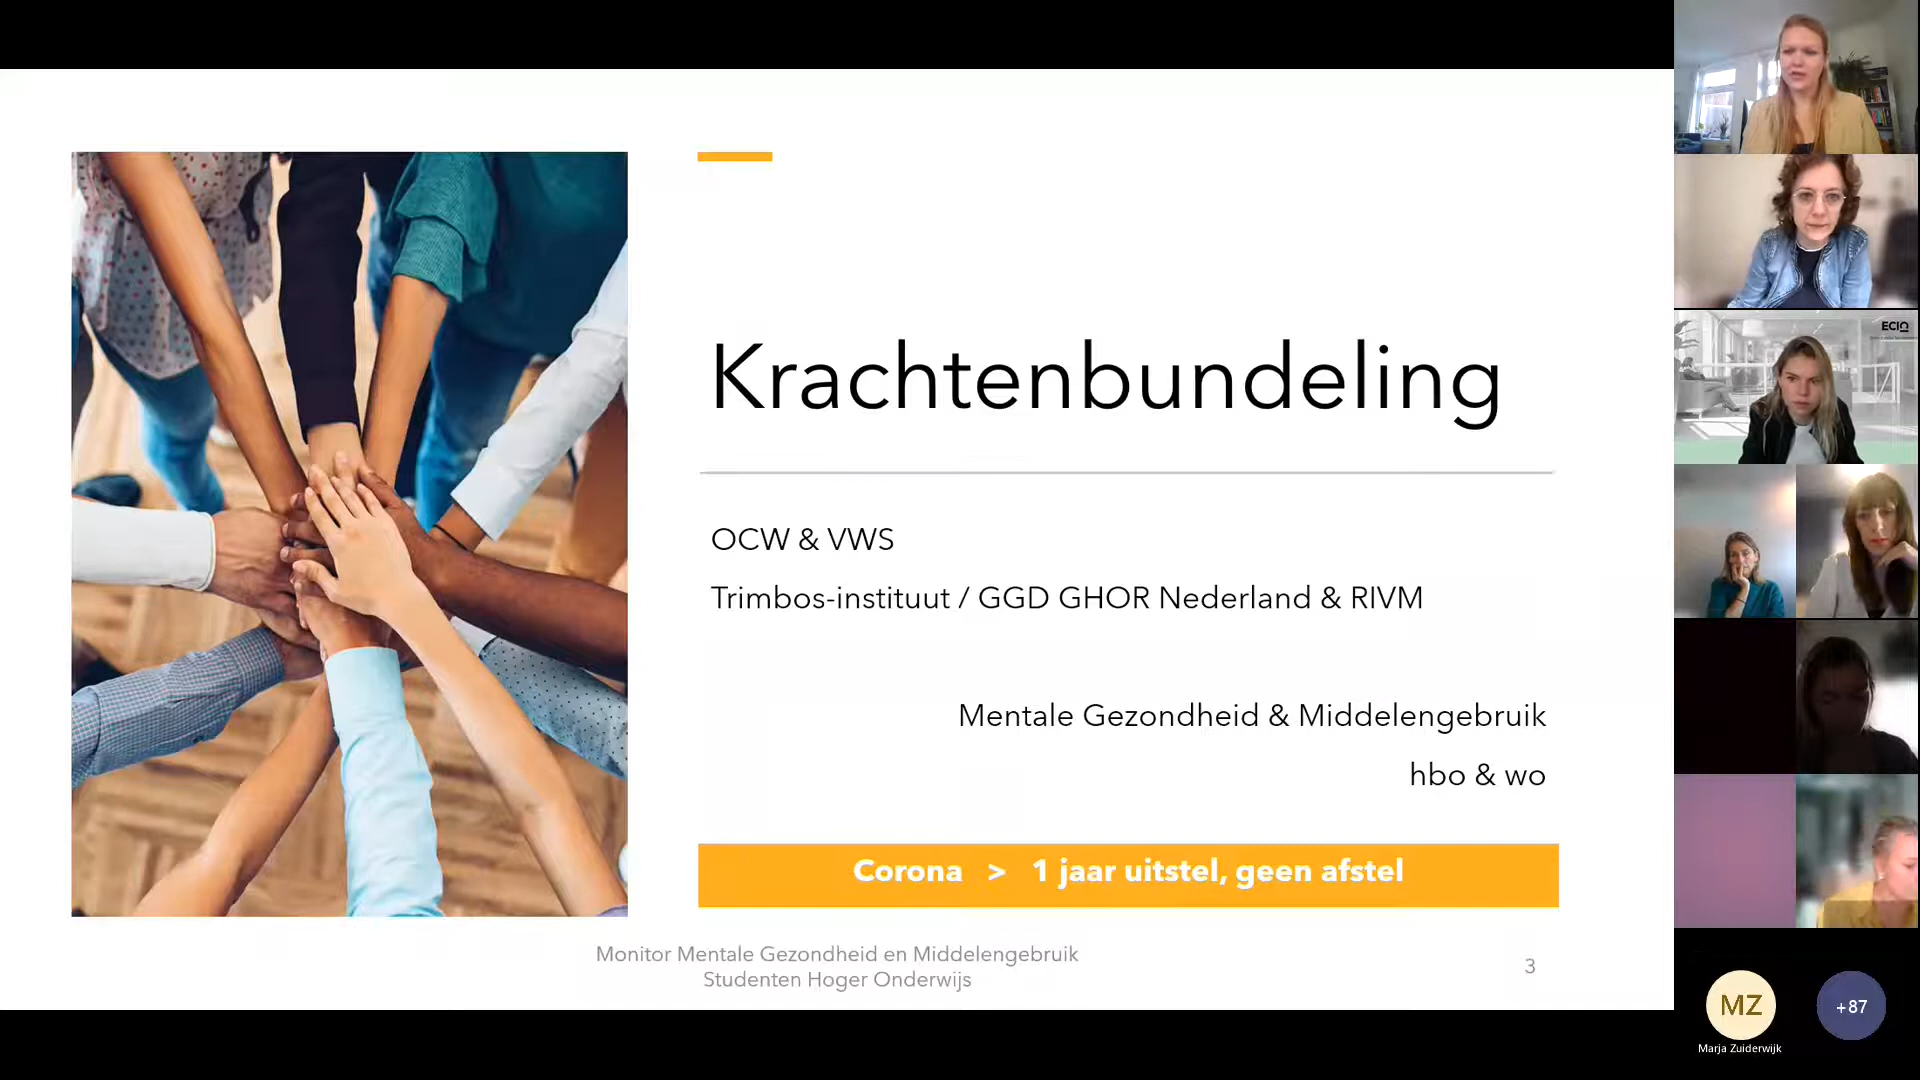 Krachtenbundeling
OCW & VWS
Trimbos-instituut / GGD GHOR Nederland & RIVM
Mentale Gezondheid & Middelengebruik
hbo & wo
Corona > 1 jaar uitstel, geen afstel
Monitor Mentale Gezondheid en Middelengebruik
Studenten Hoger Onderwijs
3
ECIO
MZ
+87
Marja Zuiderwijk